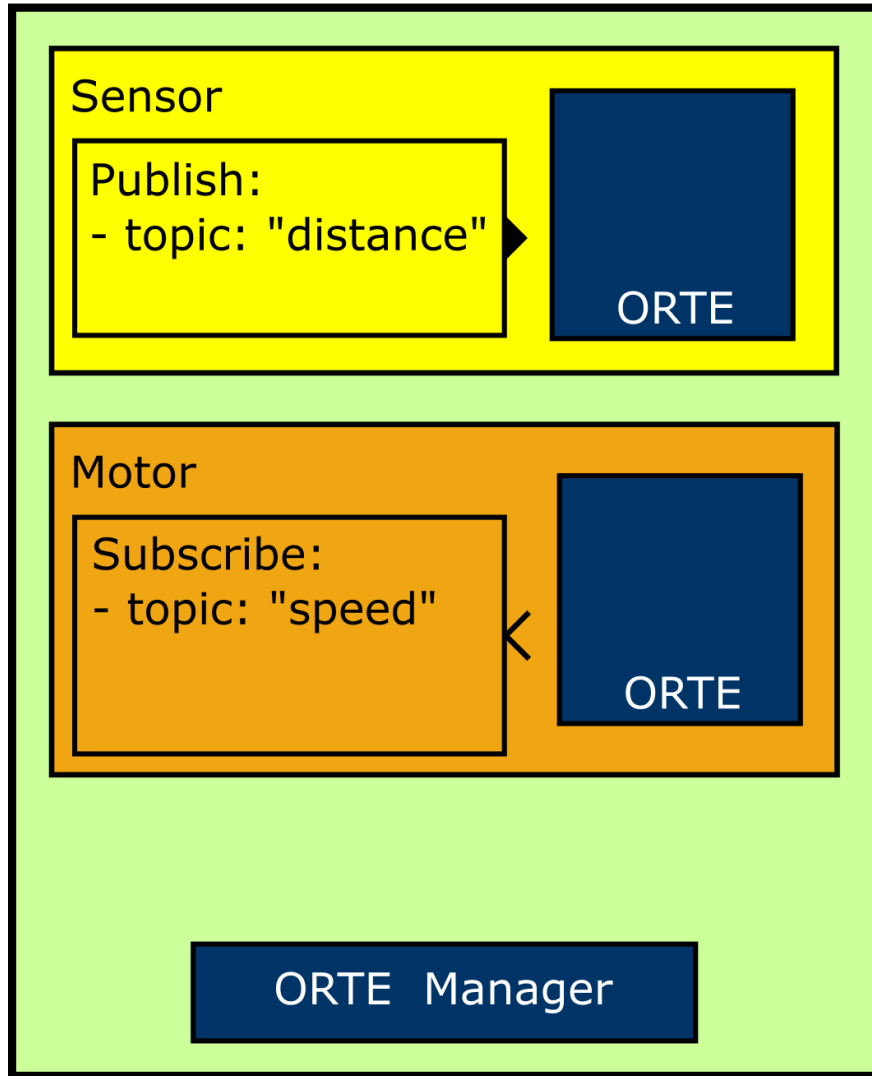 Sensor
Publish:
- topic: "distance"
ORTE
Motor
Subscribe:
- topic: "speed"
ORTE
ORTE Manager